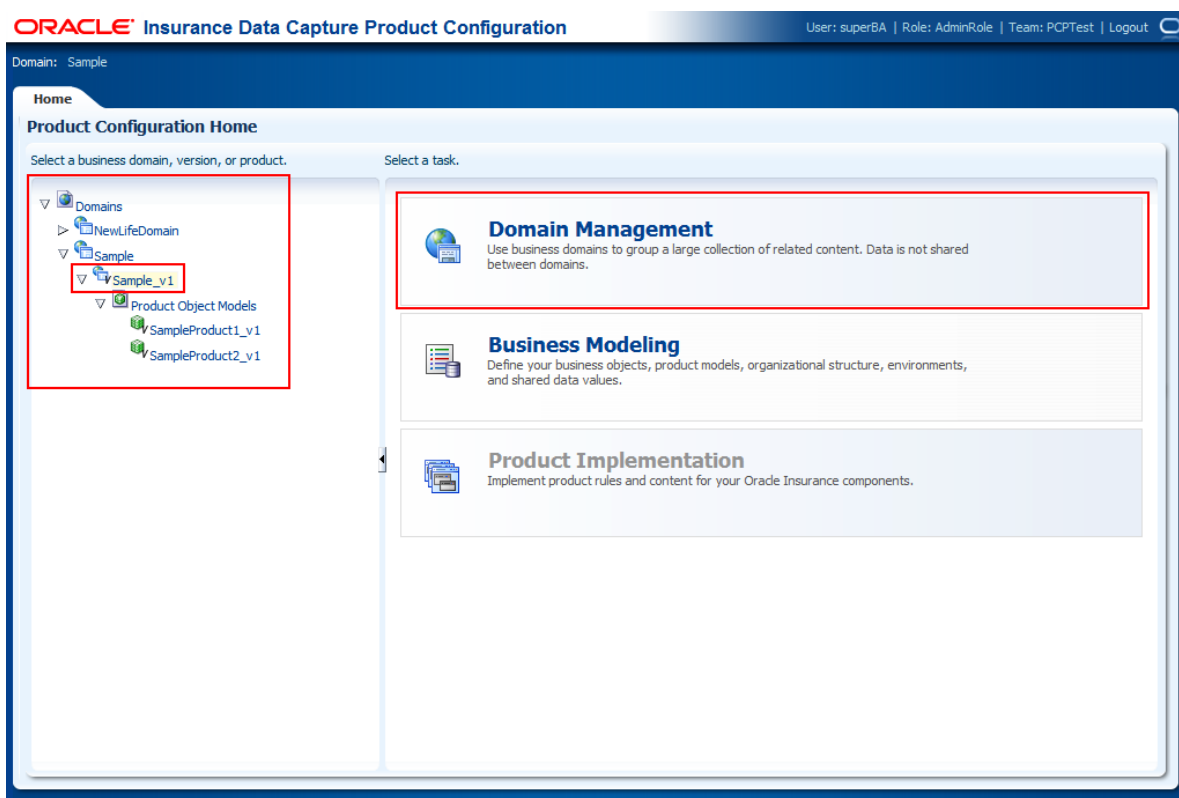 ORACLE Insurance Data Capture Product Configuration
User: superBA | Role: AdminRole | Team: PCPTest | Logout
Domain: Sample
Home
Product Configuration Home
Select a business domain, version, or product.
Select a task.
Domains
NewLifeDomain
Sample
Sample_v1
Product Object Models
SampleProduct1_v1
SampleProduct2_v1
Domain Management
Use business domains to group a large collection of related content. Data is not shared
between domains.
Business Modeling
Define your business objects, product models, organizational structure, environments,
and shared data values.
Product Implementation
Implement product rules and content for your Oracle Insurance components.